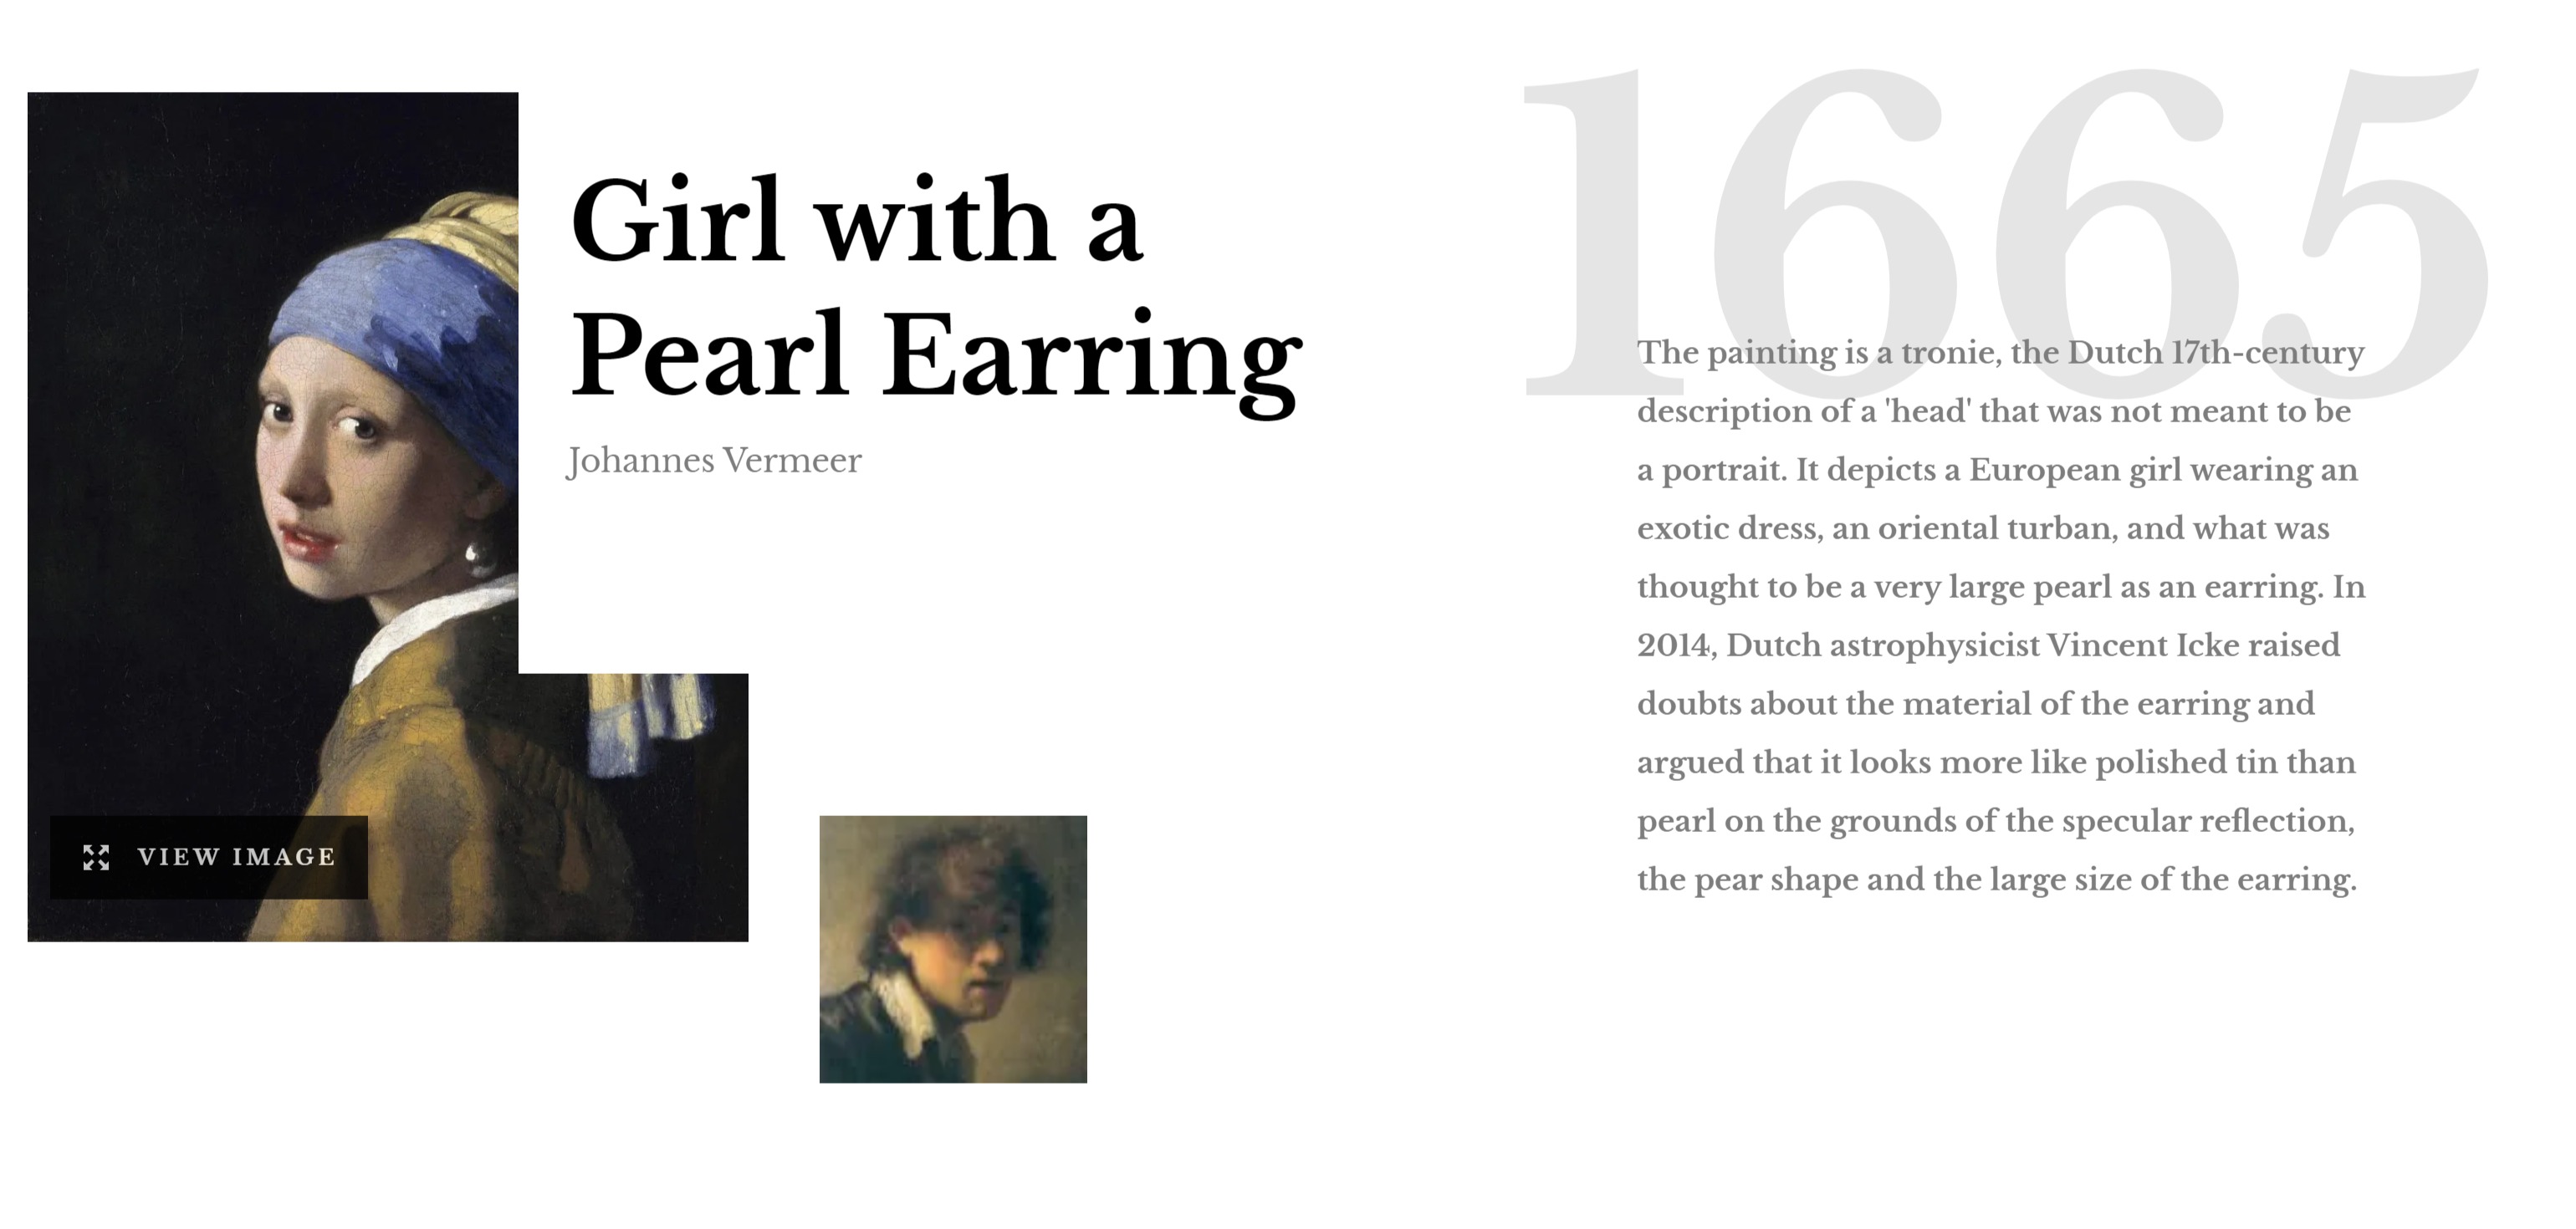 Girl with a
Pearl Earring
Johannes Vermeer
VIEW IMAGE
1665
The painting is a tronie, the Dutch 17th-century
description of a 'head' that was not meant to be
a portrait. It depicts a European girl wearing an
exotic dress, an oriental turban, and what was
thought to be a very large pearl as an earring. In
2014, Dutch astrophysicist Vincent Icke raised
doubts about the material of the earring and
argued that it looks more like polished tin than
pearl on the grounds of the specular reflection,
the pear shape and the large size of the earring.